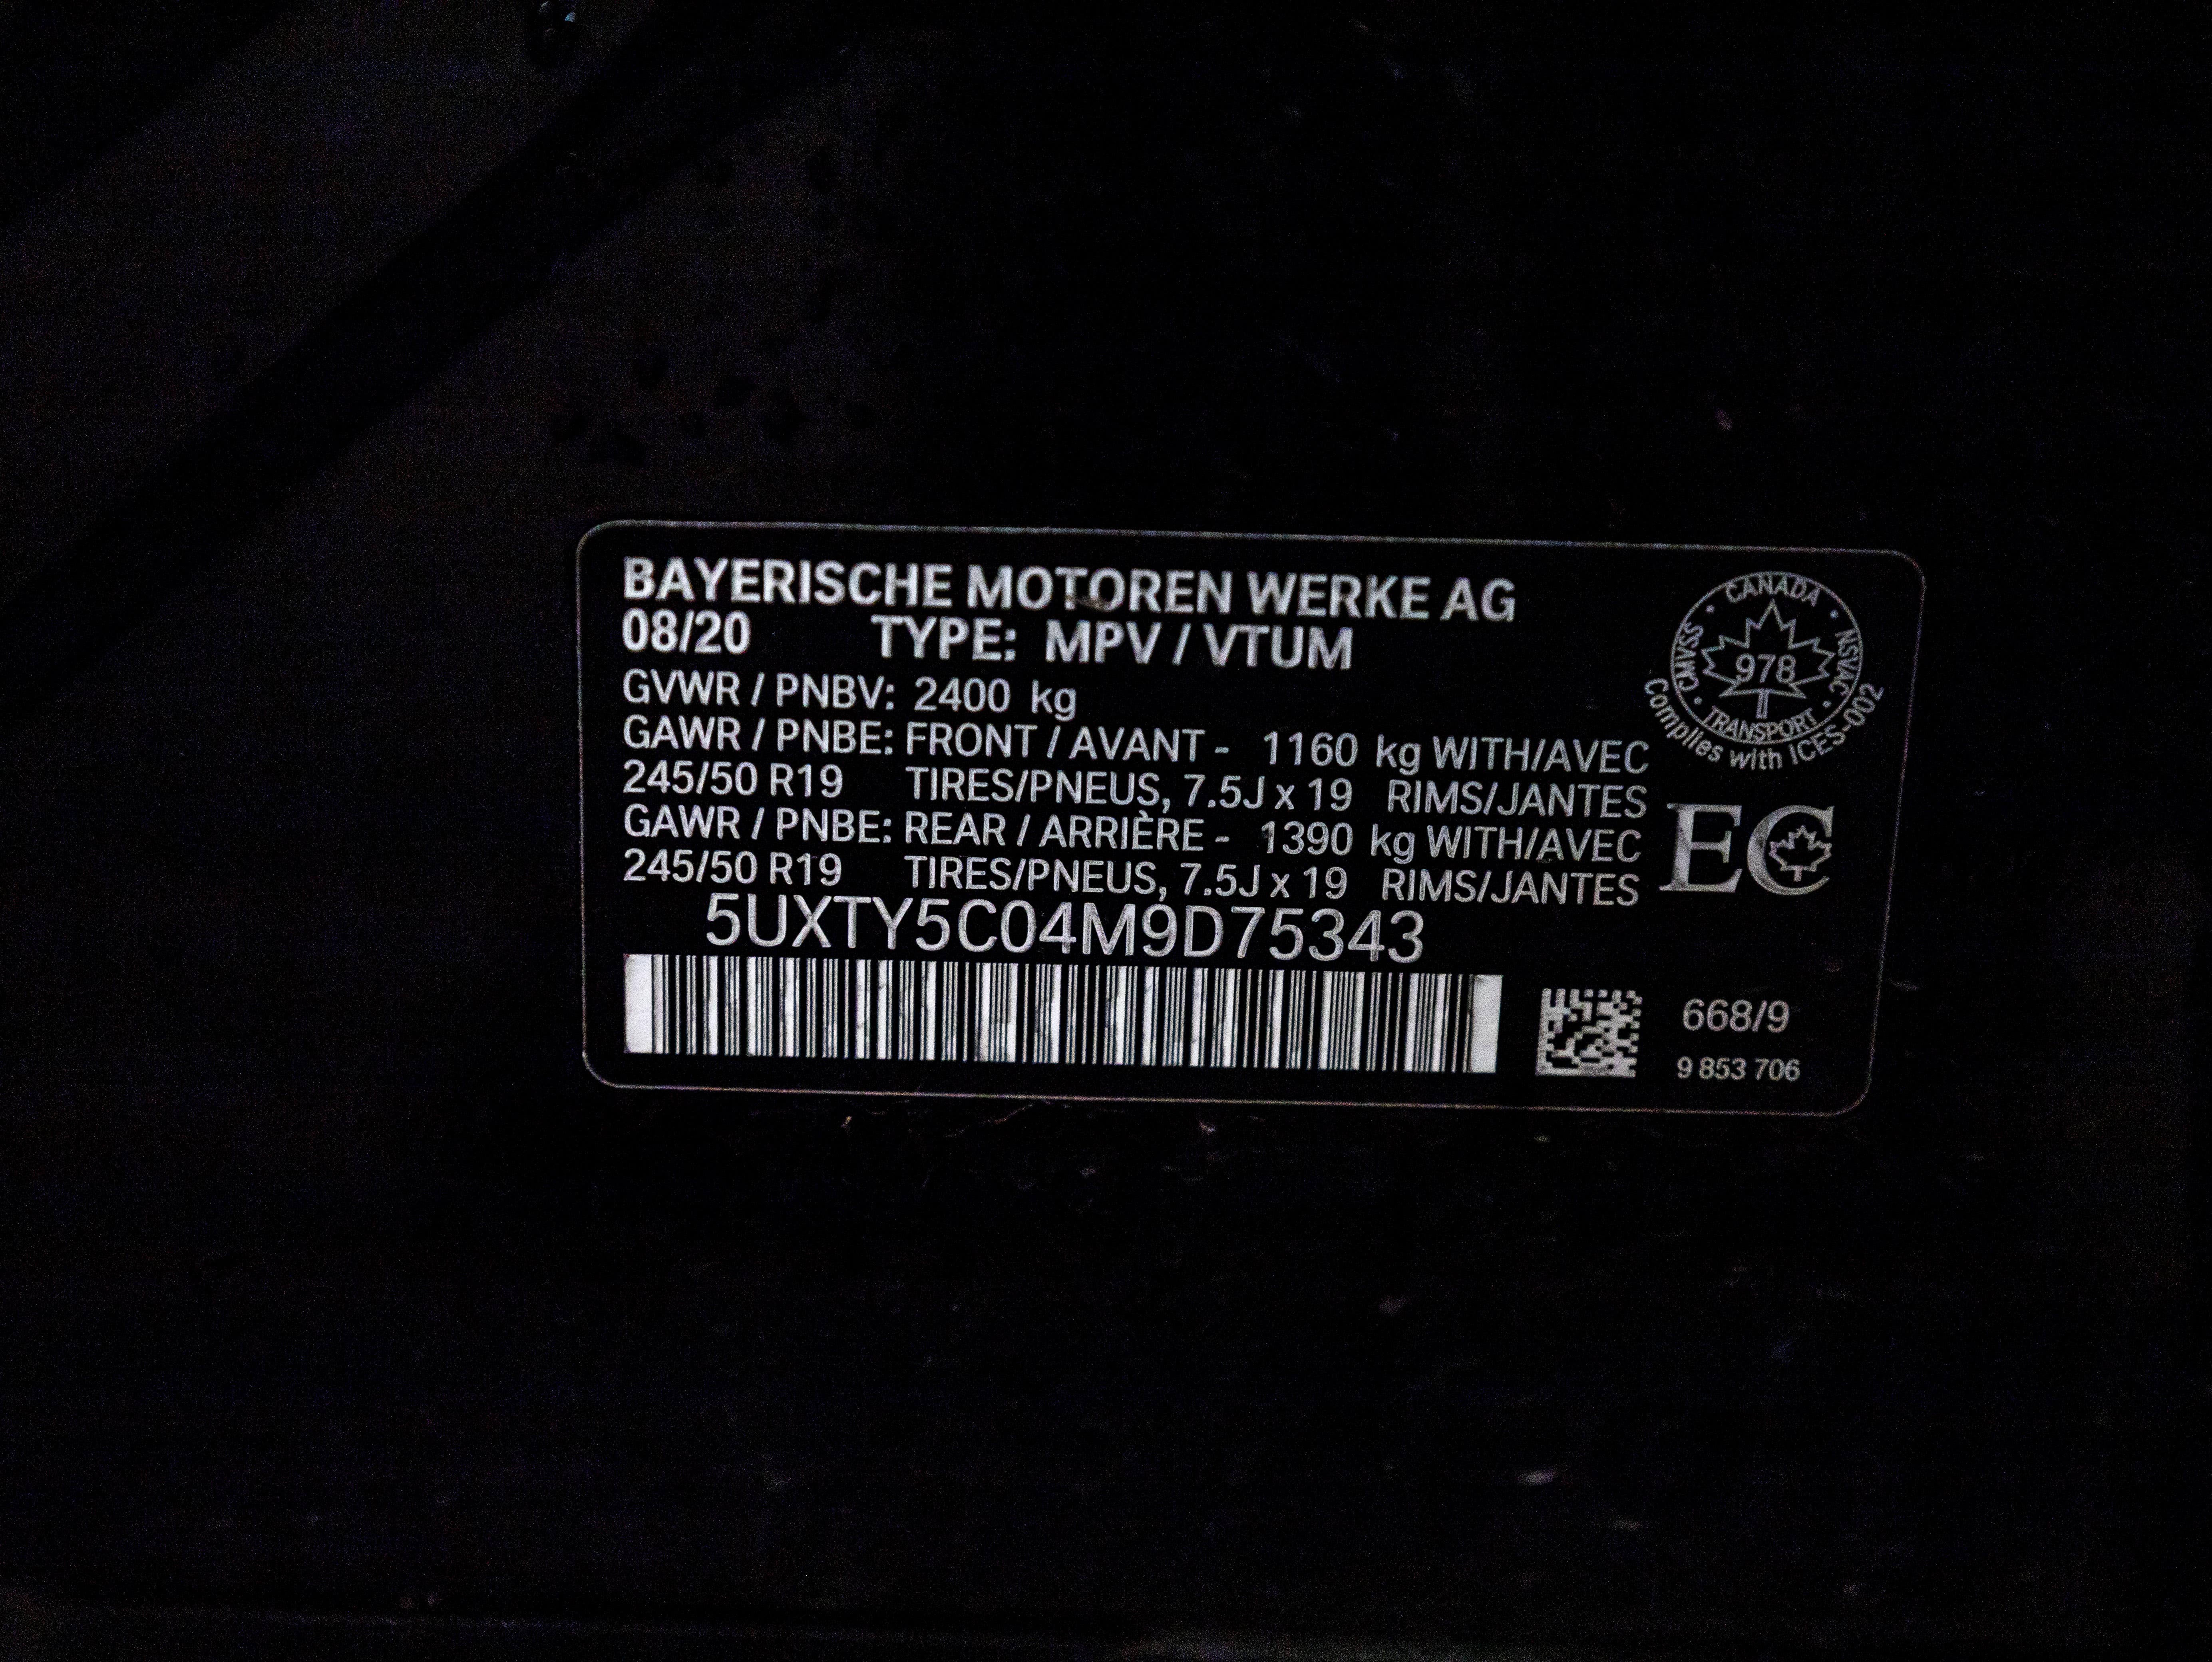 BAYERISCHE MOTOREN WERKE AG
08/20 TYPE: MPV / VTUM
GVWR / PNBV: 2400 kg
GAWR / PNBE: FRONT / AVANT - 1160 kg WITH/AVEC
245/50 R19 TIRES/PNEUS, 7.5J x 19 RIMS/JANTES
GAWR / PNBE: REAR / ARRIÈRE - 1390 kg WITH/AVEC
245/50 R19 TIRES/PNEUS, 7.5J x 19 RIMS/JANTES
5UXTY5C04M9D75343
CANADA
CMVSS 978 NSVAC
TRANSPORT
Complies with ICES-002
EC
668/9
9 853 706